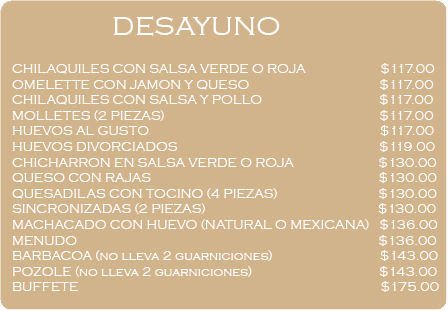 DESAYUNO
CHILAQUILES CON SALSA VERDE O ROJA $117.00
OMELETTE CON JAMON Y QUESO $117.00
CHILAQUILES CON SALSA Y POLLO $117.00
MOLLETES (2 PIEZAS) $117.00
HUEVOS AL GUSTO $117.00
HUEVOS DIVORCIADOS $119.00
CHICHARRON EN SALSA VERDE O ROJA $130.00
QUESO CON RAJAS $130.00
QUESADILAS CON TOCINO (4 PIEZAS) $130.00
SINCRONIZADAS (2 PIEZAS) $130.00
MACHACADO CON HUEVO (NATURAL O MEXICANA) $136.00
MENUDO $136.00
BARBACOA (NO LLEVA 2 GUARNICIONES) $143.00
POZOLE (NO LLEVA 2 GUARNICIONES) $143.00
BUFFETE $175.00